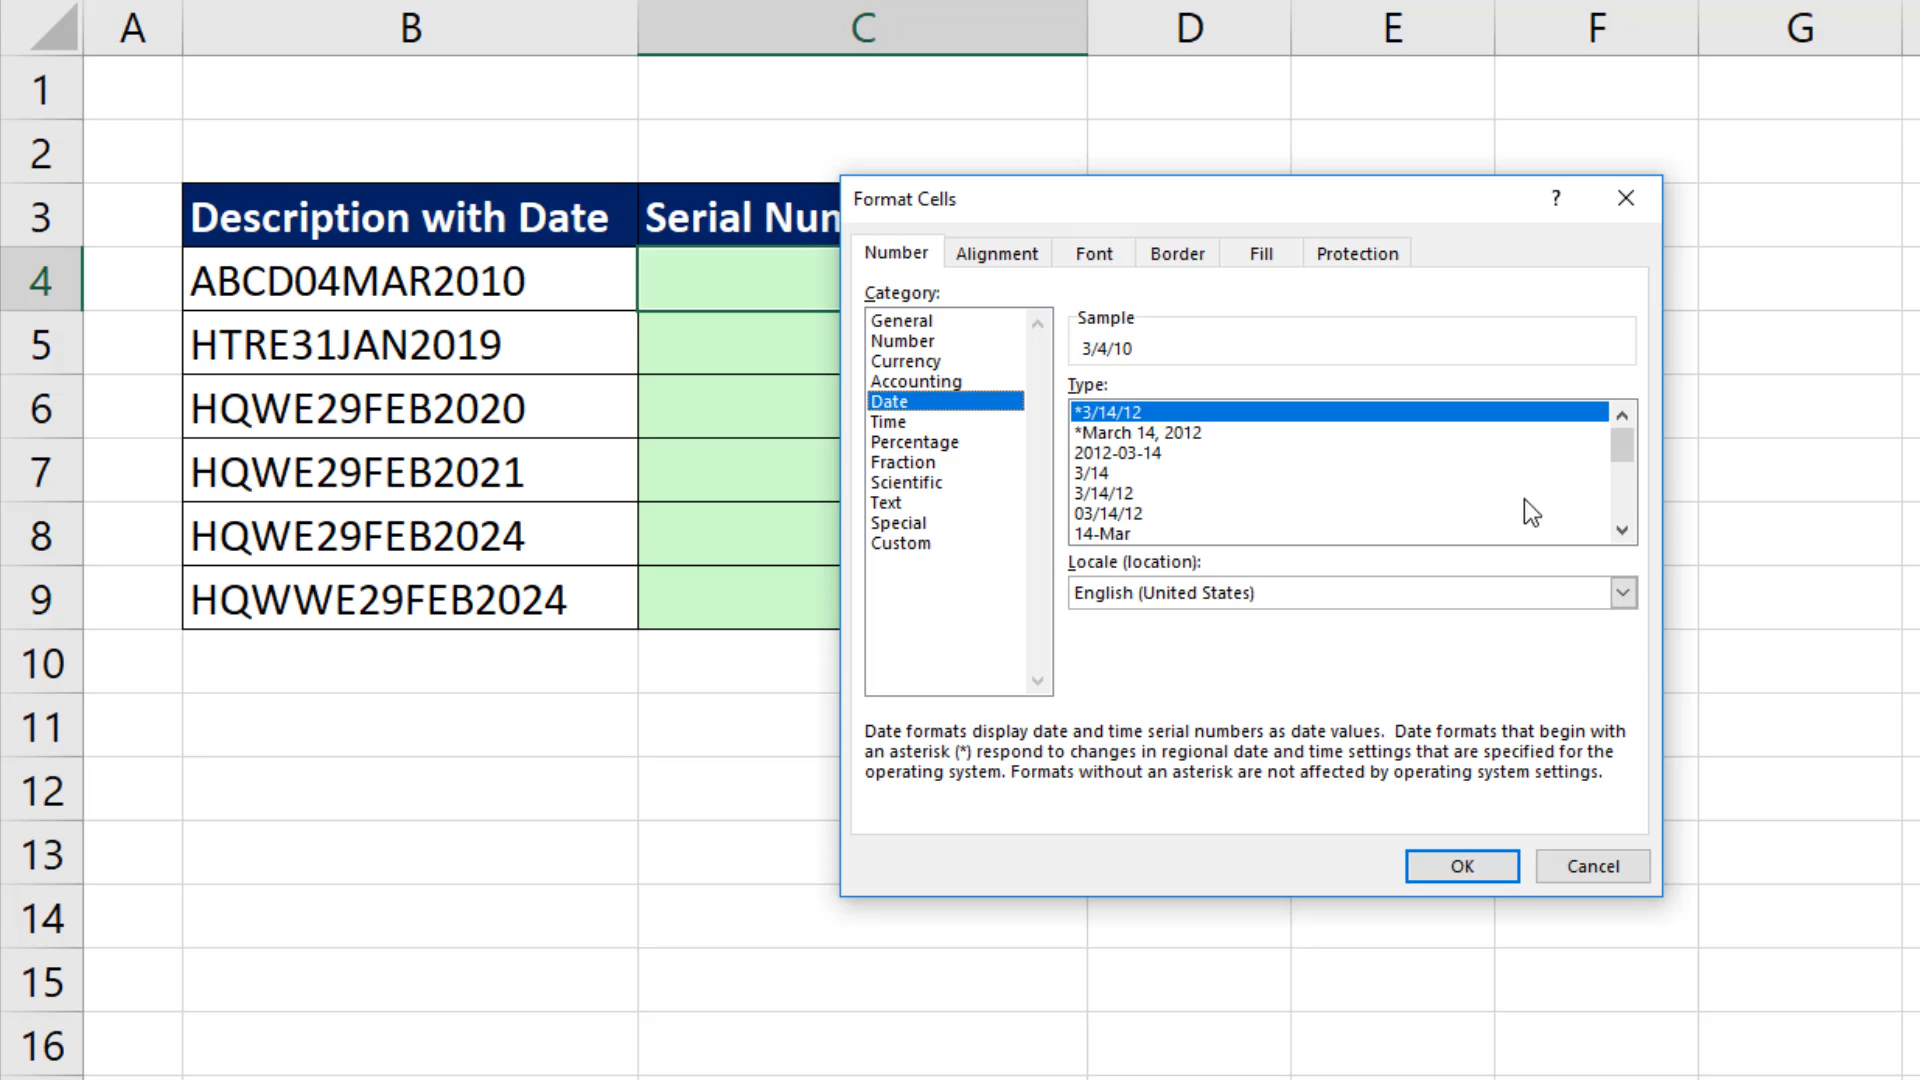 A B C D E F G
1
2
3 Description with Date Serial Num
4 ABCD04MAR2010
5 HTRE31JAN2019
6 HQWE29FEB2020
7 HQWE29FEB2021
8 HQWE29FEB2024
9 HQWWE29FEB2024
10
11
12
13
14
15
16
Format Cells ?
Number Alignment Font Border Fill Protection
Category:
General
Number
Currency
Accounting
Date
Time
Percentage
Fraction
Scientific
Text
Special
Custom
Sample
3/4/10
Type:
*3/14/12
*March 14, 2012
2012-03-14
3/14
3/14/12
03/14/12
14-Mar
Locale (location):
English (United States)
Date formats display date and time serial numbers as date values. Date formats that begin with
an asterisk (*) respond to changes in regional date and time settings that are specified for the
operating system. Formats without an asterisk are not affected by operating system settings.
OK Cancel